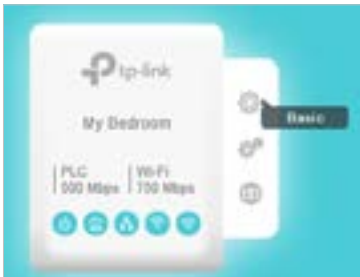 tp-link
My Bedroom
Basic
PLC
500 Mbps
Wi-Fi
750 Mbps